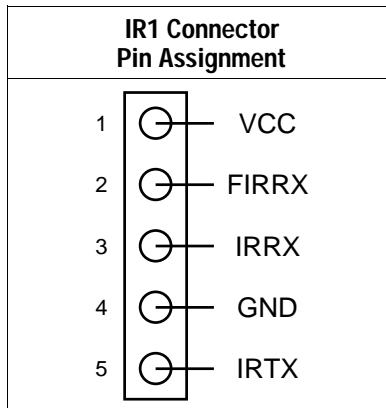 IR1 Connector
Pin Assignment
1 VCC
2 FIRRX
3 IRRX
4 GND
5 IRTX